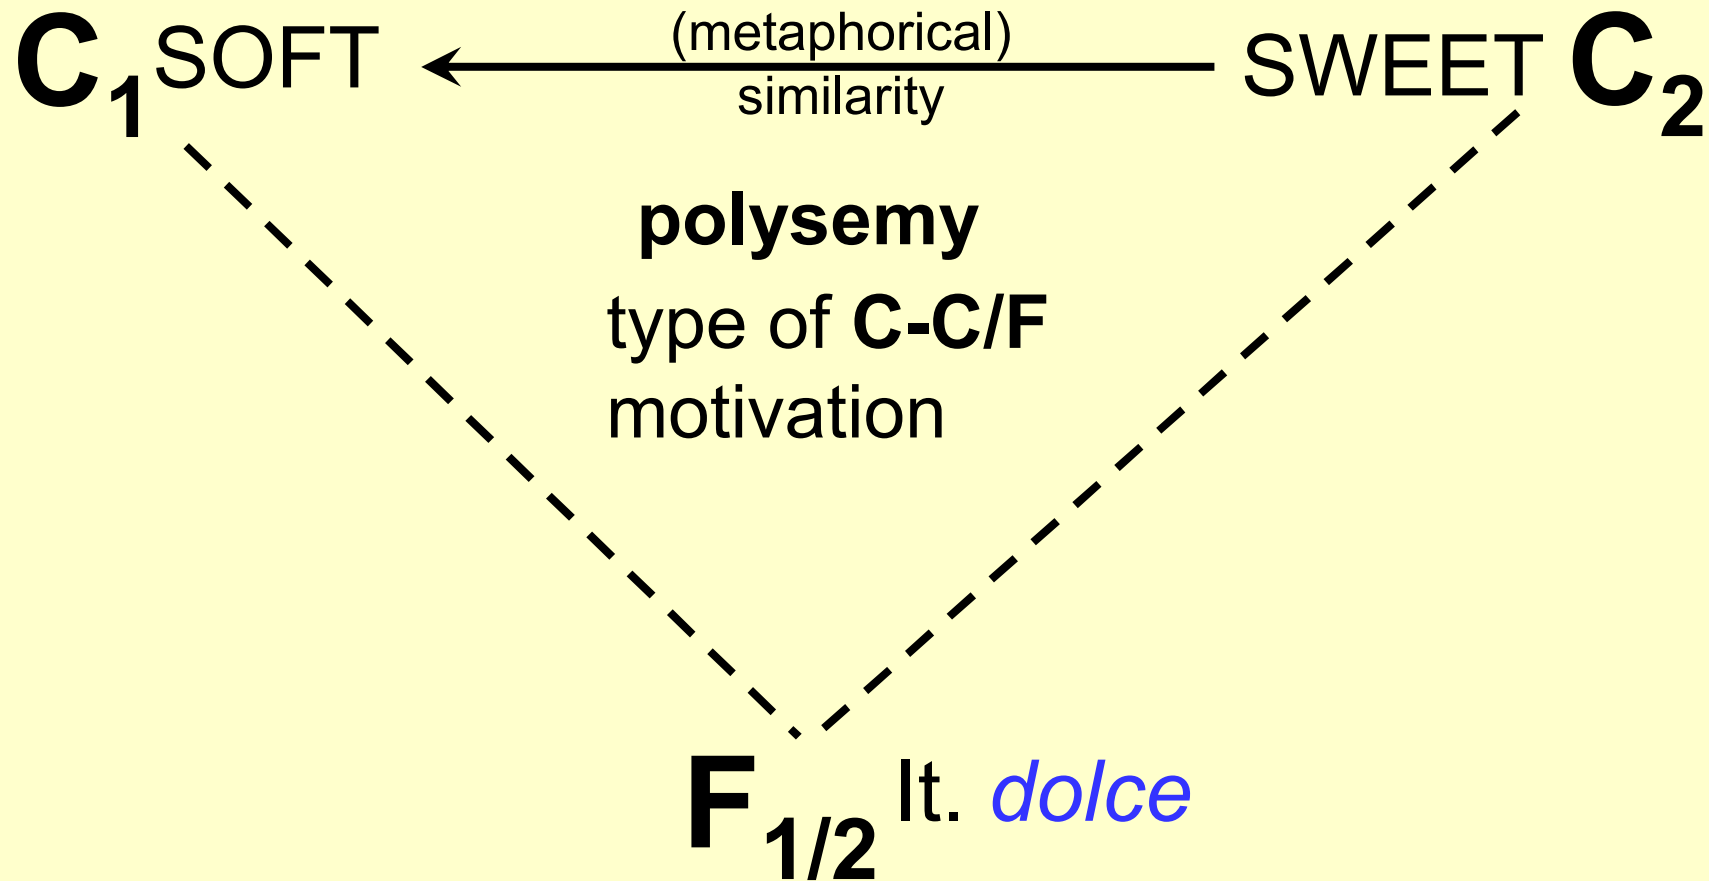 C1 SOFT (metaphorical) SWEET C2
similarity
polysemy
type of C-C/F
motivation
F1/2 It. dolce